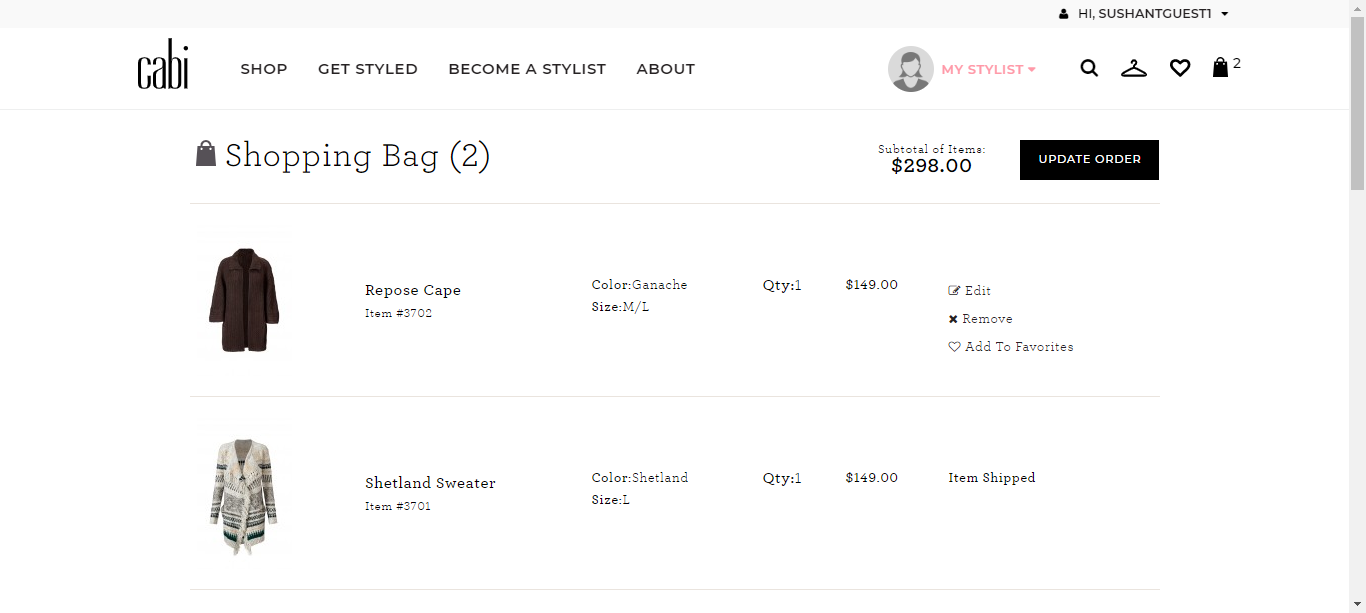 HI, SUSHANTGUEST1
cabi
SHOP GET STYLED BECOME A STYLIST ABOUT
MY STYLIST
2
Shopping Bag (2)
Subtotal of Items:
$298.00
UPDATE ORDER
Repose Cape
Item #3702
Color:Ganache
Size:M/L
Qty:1
$149.00
Edit
Remove
Add To Favorites
Shetland Sweater
Item #3701
Color:Shetland
Size:L
Qty:1
$149.00
Item Shipped